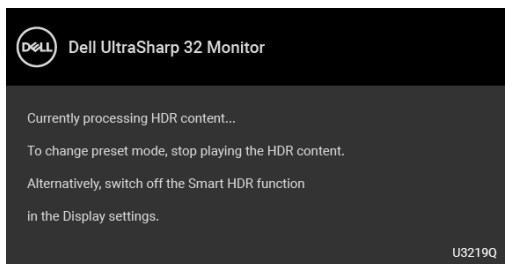 DELL Dell UltraSharp 32 Monitor
Currently processing HDR content...
To change preset mode, stop playing the HDR content.
Alternatively, switch off the Smart HDR function
in the Display settings.
U3219Q